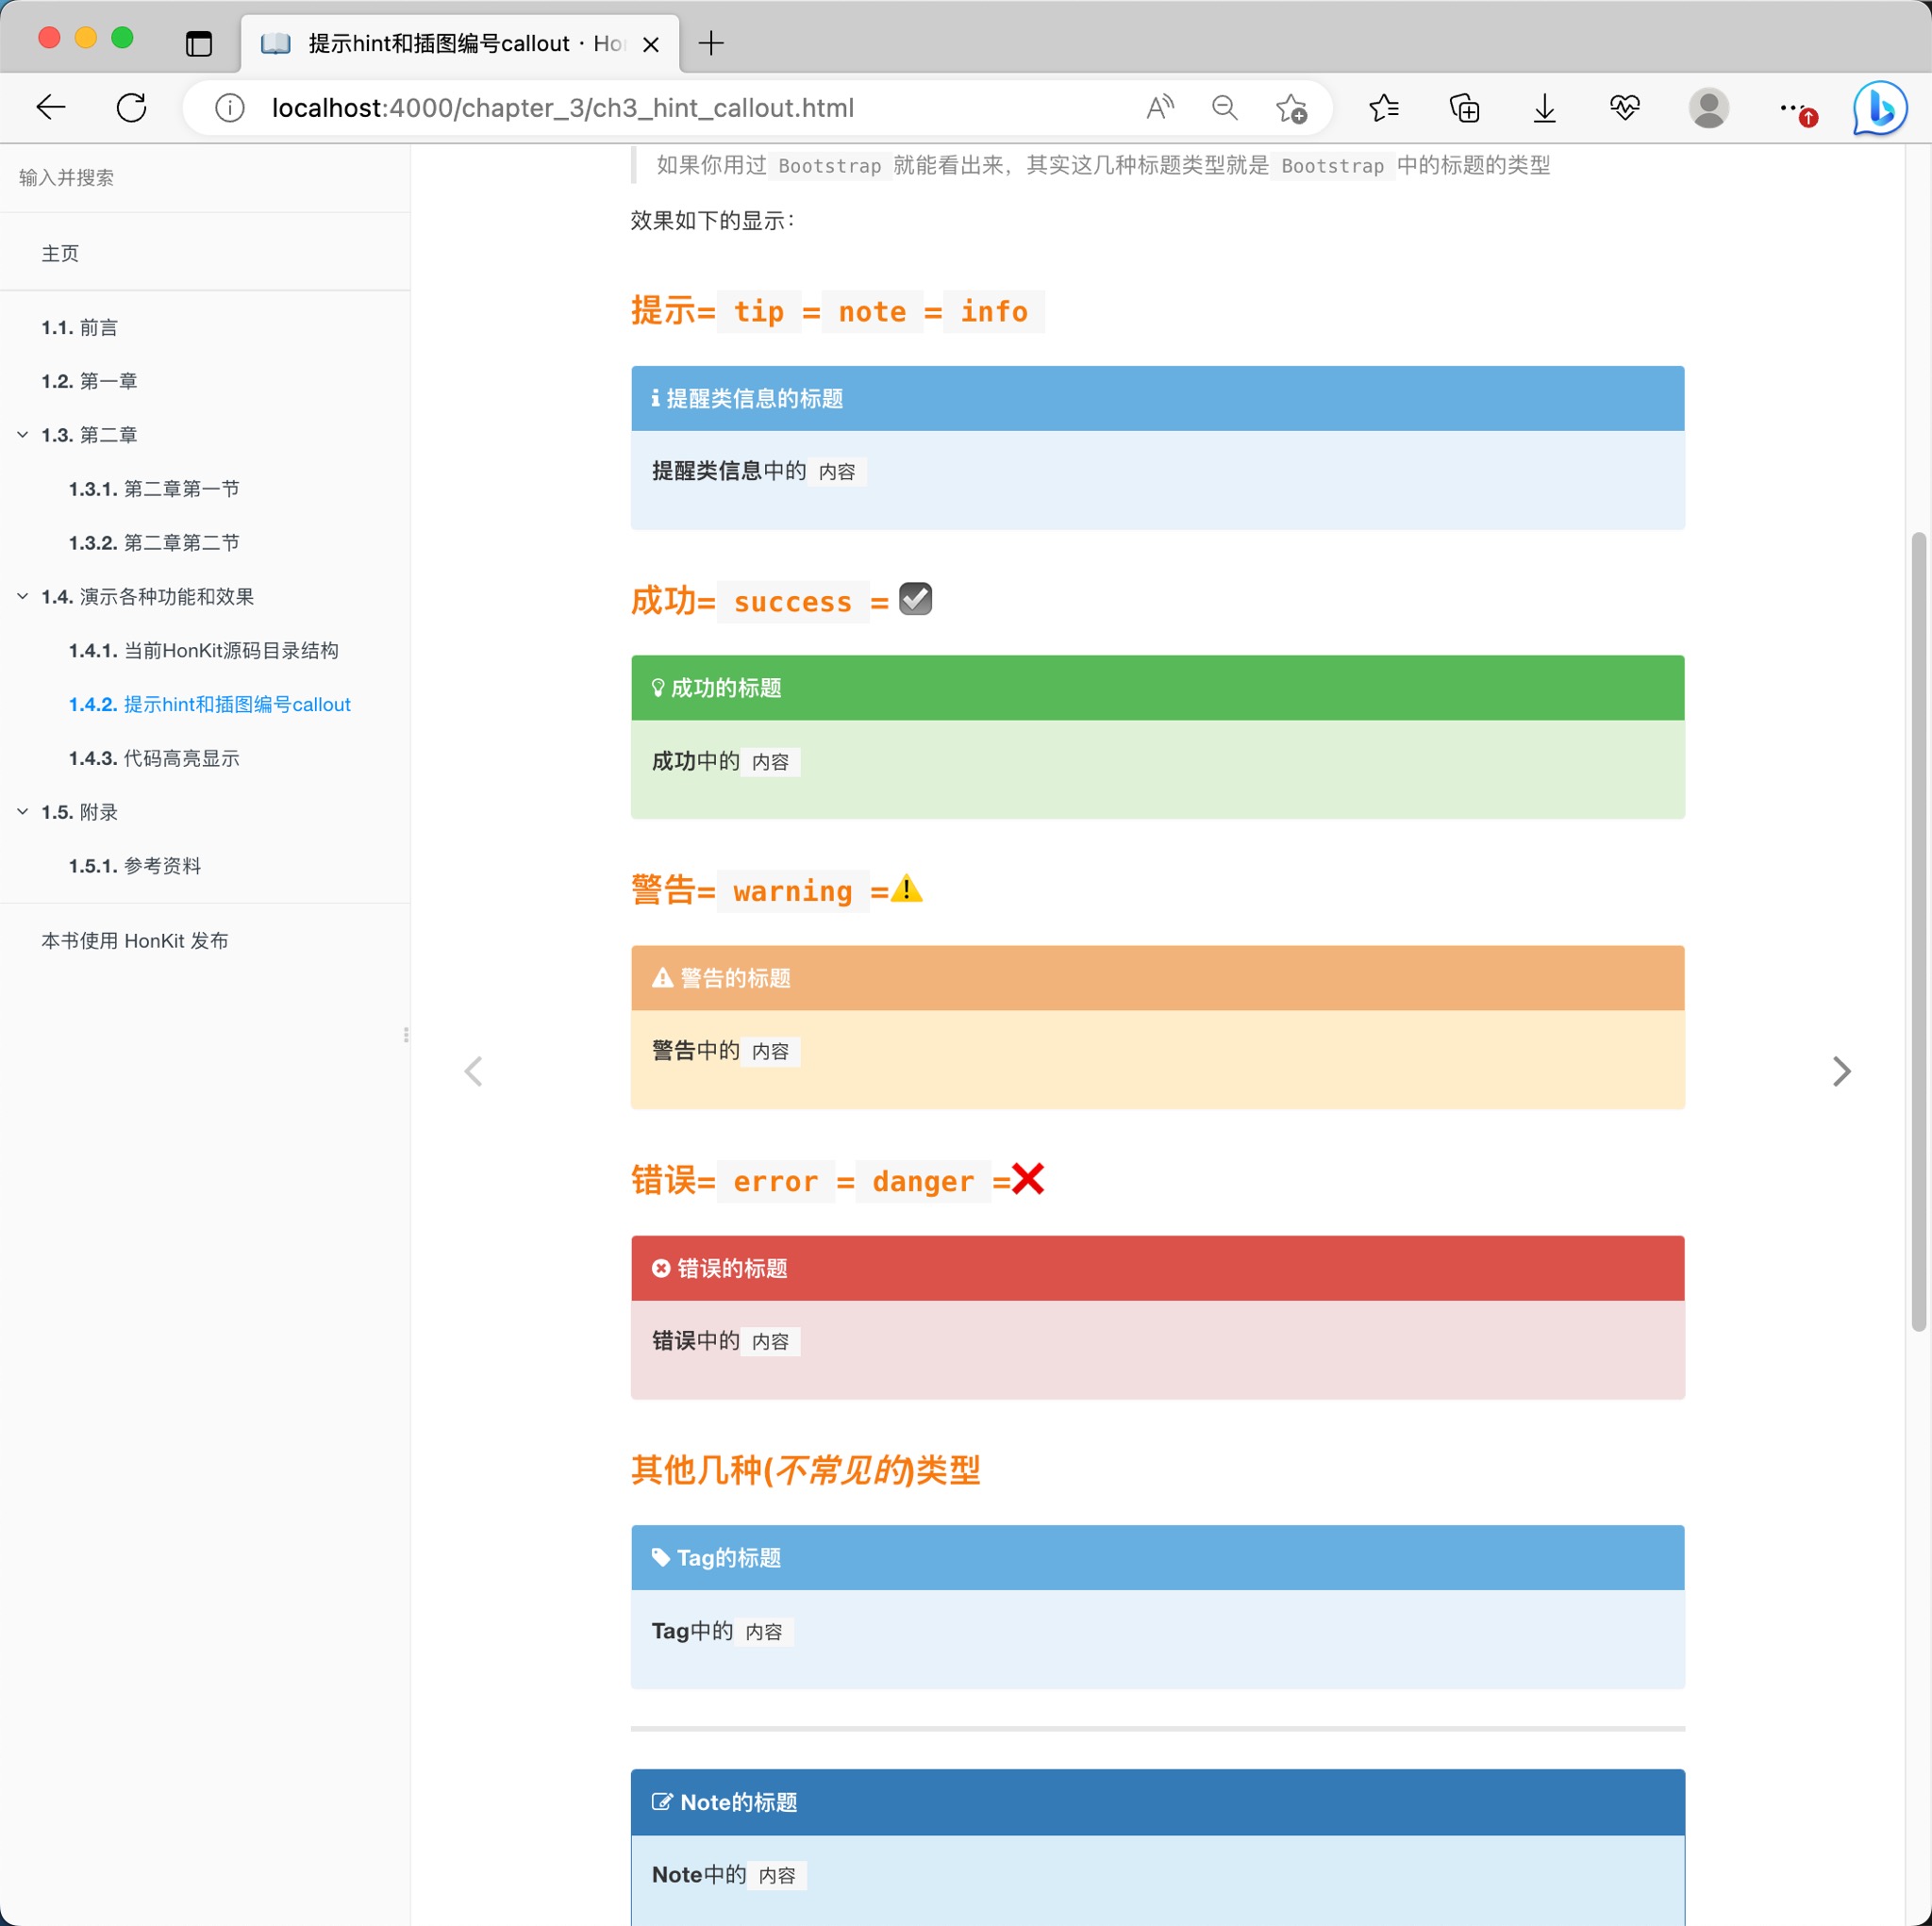 提示hint和插图编号callout · Ho
localhost:4000/chapter_3/ch3_hint_callout.html
输入并搜索
主页
1.1. 前言
1.2. 第一章
1.3. 第二章
1.3.1. 第二章第一节
1.3.2. 第二章第二节
1.4. 演示各种功能和效果
1.4.1. 当前HonKit源码目录结构
1.4.2. 提示hint和插图编号callout
1.4.3. 代码高亮显示
1.5. 附录
1.5.1. 参考资料
本书使用 HonKit 发布
如果你用过 Bootstrap 就能看出来，其实这几种标题类型就是 Bootstrap 中的标题的类型
效果如下的显示：
提示= tip = note = info
提醒类信息的标题
提醒类信息中的 内容
成功= success = ☑
成功的标题
成功中的 内容
警告= warning =⚠
警告的标题
警告中的 内容
错误= error = danger =❌
错误的标题
错误中的 内容
其他几种(不常见的)类型
Tag的标题
Tag中的 内容
Note的标题
Note中的 内容